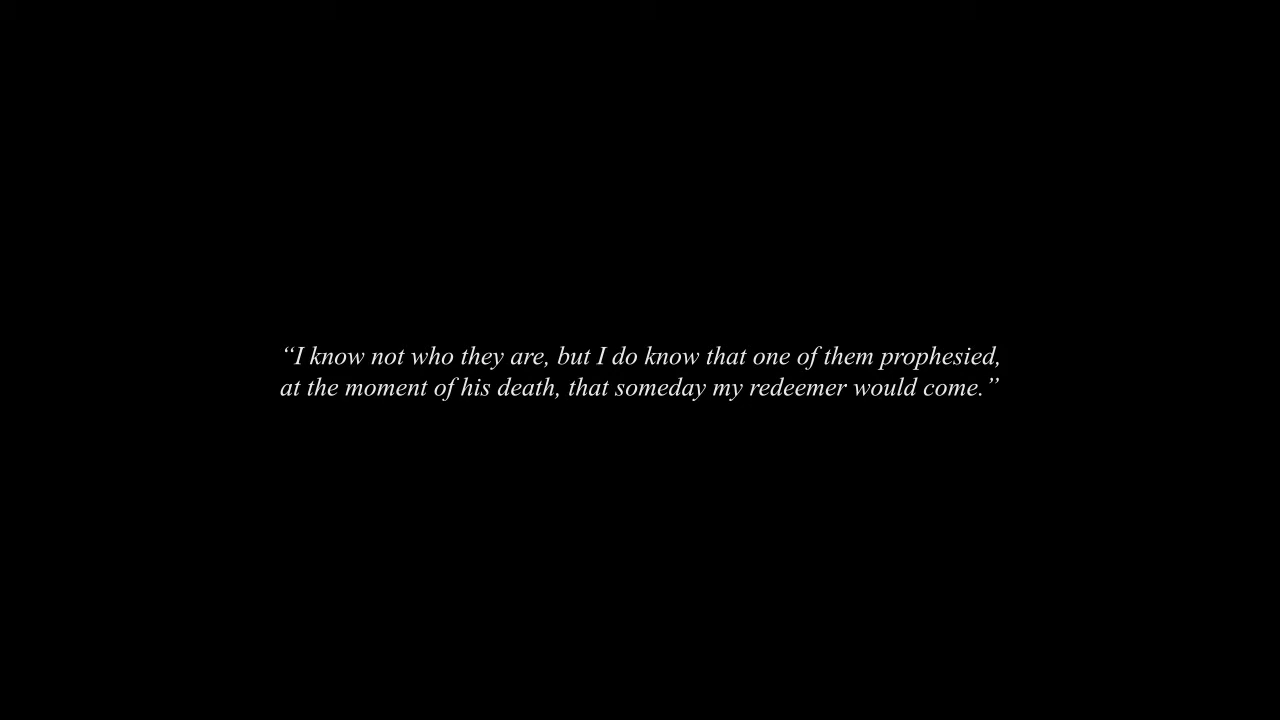 “I know not who they are, but I do know that one of them prophesied,
at the moment of his death, that someday my redeemer would come.”